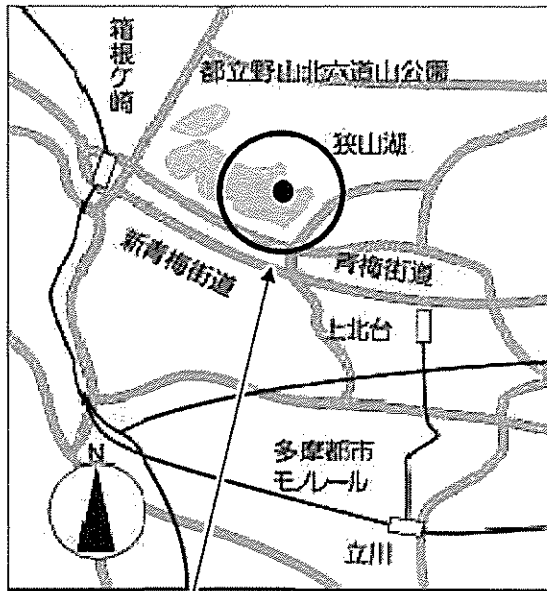 箱根ケ崎
都立野山北六道山公園
狭山湖
新青梅街道
青梅街道
上北台
多摩都市
モノレール
立川
N